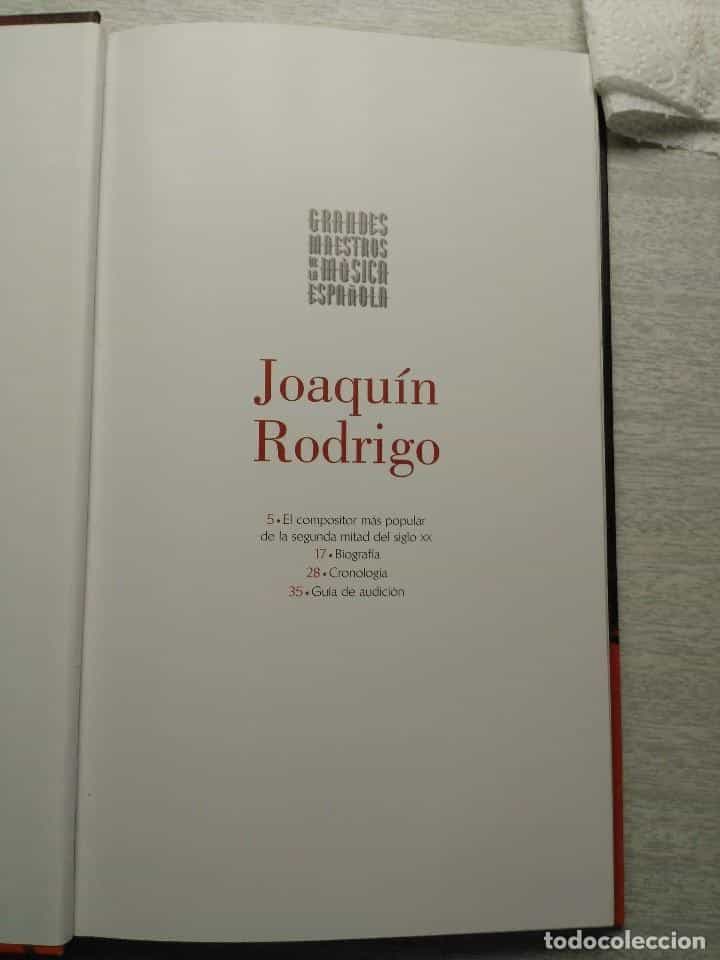 GRANDES
MAESTROS
DE LA MÚSICA
ESPAÑOLA
Joaquín
Rodrigo
5 • El compositor más popular
de la segunda mitad del siglo XX
17 • Biografía
28 • Cronología
35 • Guía de audición
todocoleccion